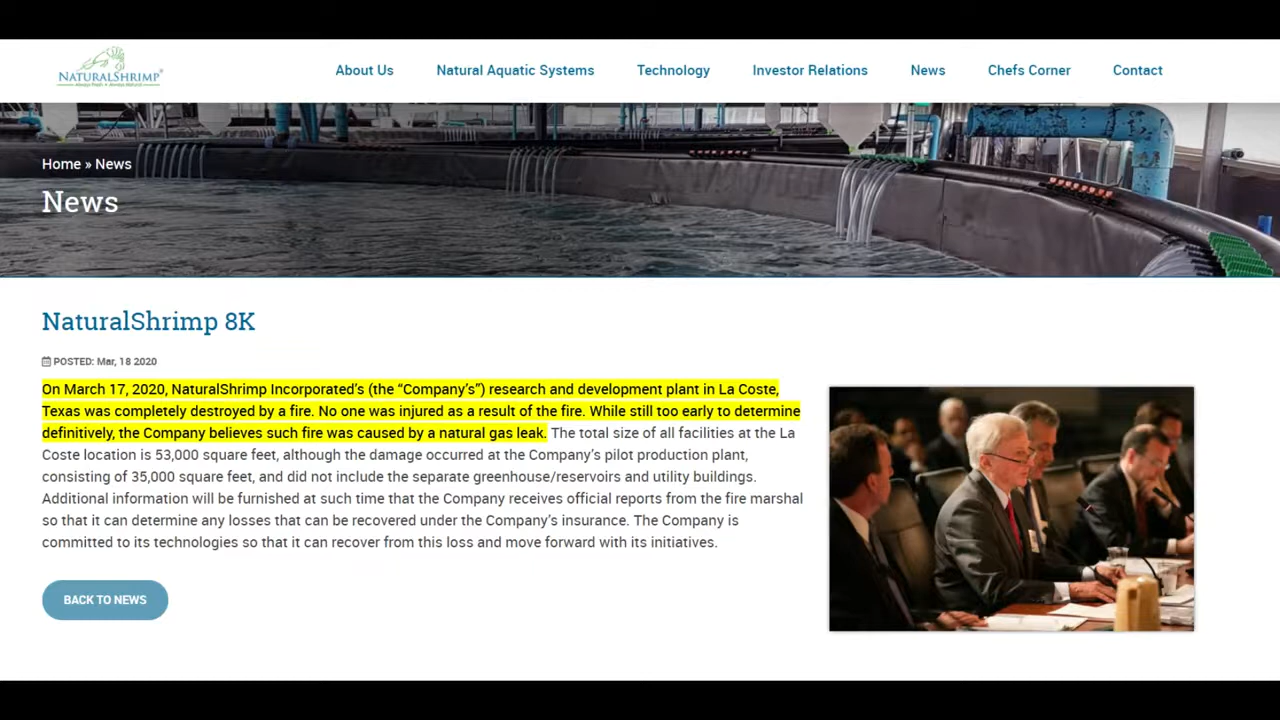 NATURALSHRIMP®
Always Fresh • Always Natural
About Us
Natural Aquatic Systems
Technology
Investor Relations
News
Chefs Corner
Contact
Home » News
News
NaturalShrimp 8K
POSTED: Mar, 18 2020
On March 17, 2020, NaturalShrimp Incorporated’s (the “Company’s”) research and development plant in La Coste,
Texas was completely destroyed by a fire. No one was injured as a result of the fire. While still too early to determine
definitively, the Company believes such fire was caused by a natural gas leak. The total size of all facilities at the La
Coste location is 53,000 square feet, although the damage occurred at the Company’s pilot production plant,
consisting of 35,000 square feet, and did not include the separate greenhouse/reservoirs and utility buildings.
Additional information will be furnished at such time that the Company receives official reports from the fire marshal
so that it can determine any losses that can be recovered under the Company’s insurance. The Company is
committed to its technologies so that it can recover from this loss and move forward with its initiatives.
BACK TO NEWS